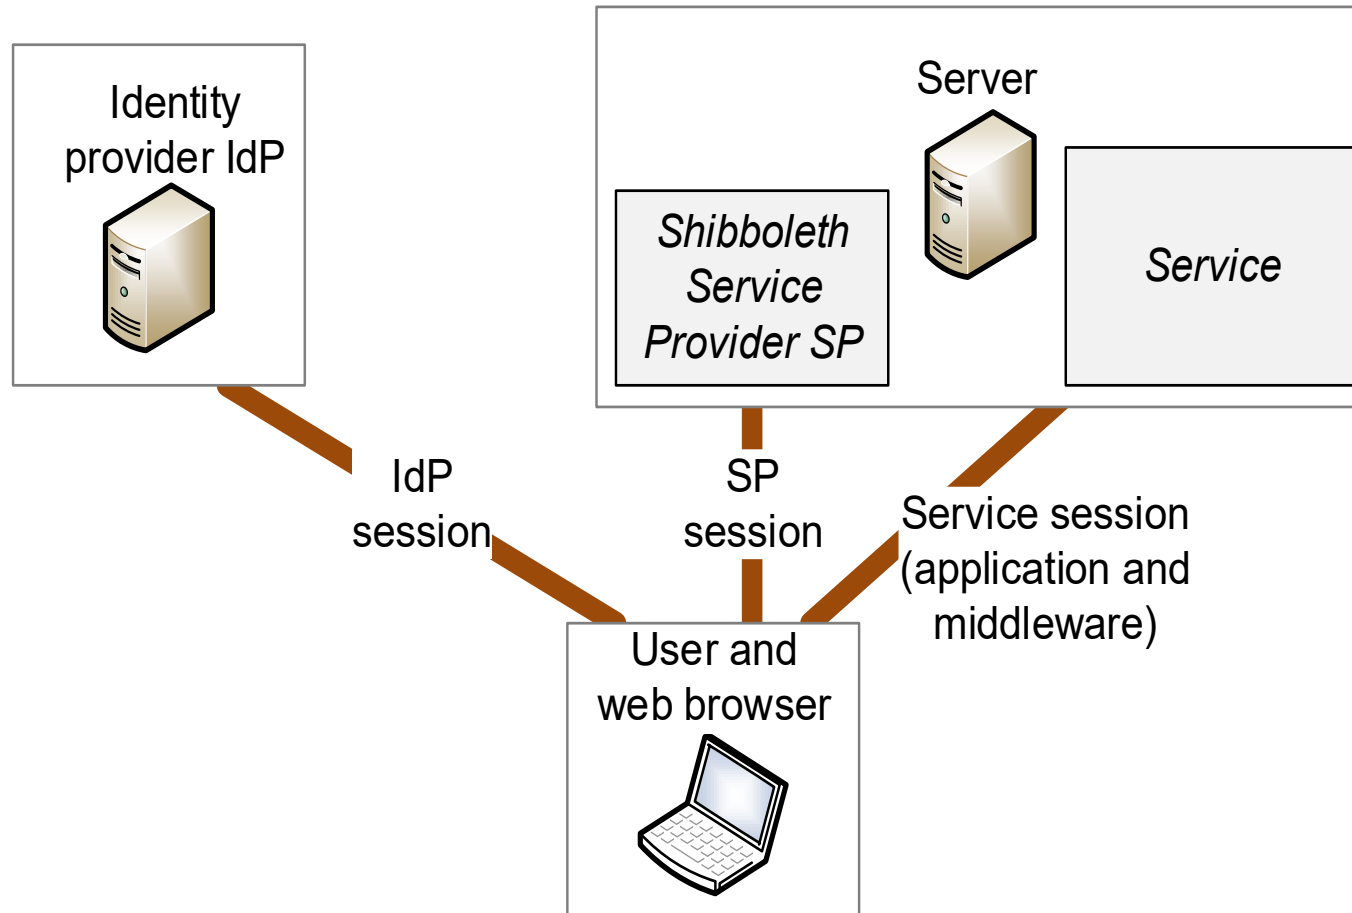 Identity
provider IdP
Server
Shibboleth
Service
Provider SP
Service
IdP
session
SP
session
Service session
(application and
middleware)
User and
web browser